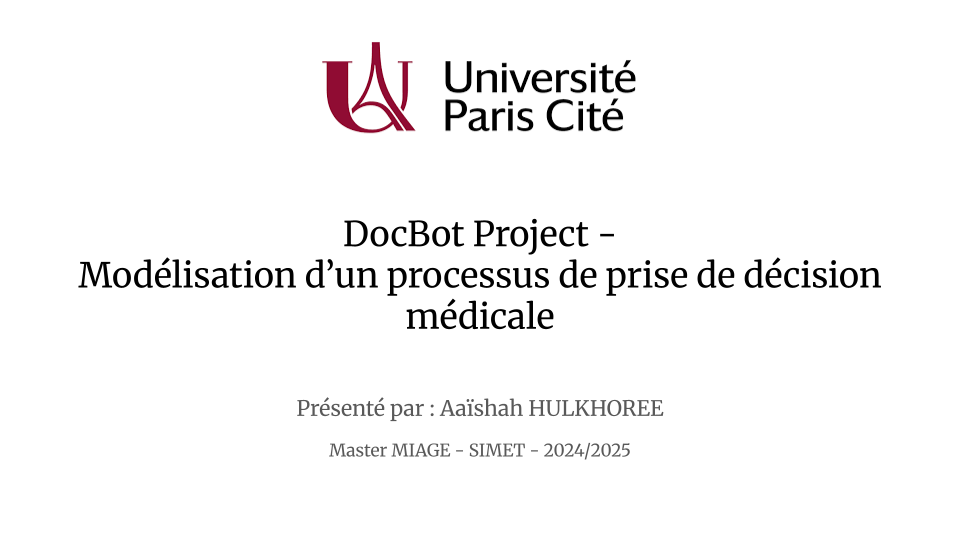 Université
Paris Cité
DocBot Project -
Modélisation d’un processus de prise de décision
médicale
Présenté par : Aaïshah HULKHOREE
Master MIAGE - SIMET - 2024/2025